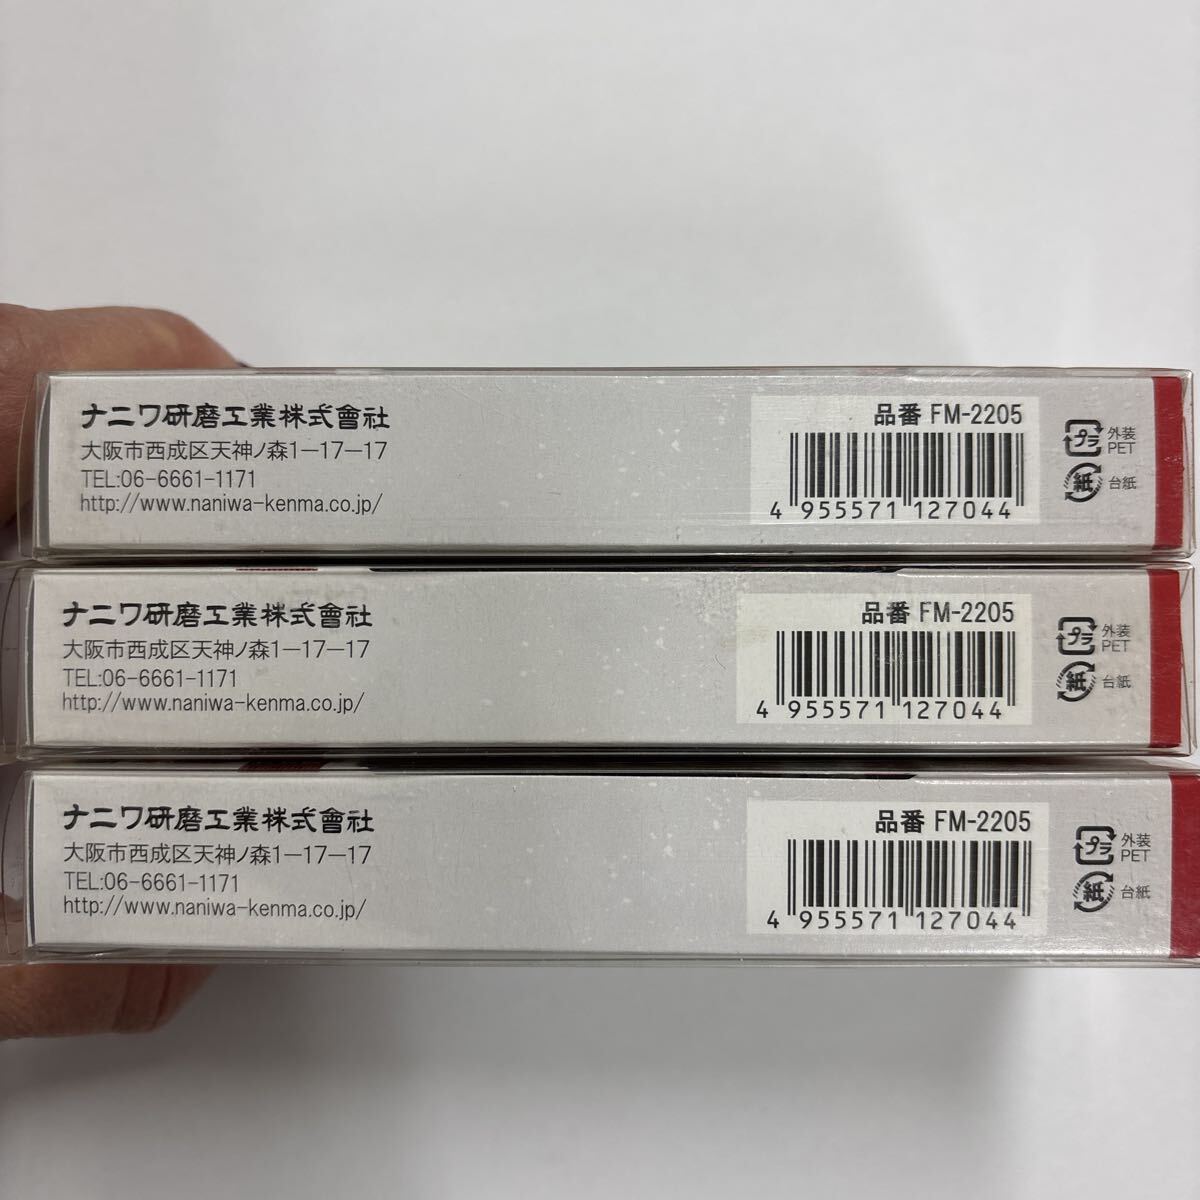 ナニワ研磨工業株式會社
大阪市西成区天神ノ森1-17-17
TEL:06-6661-1171
http://www.naniwa-kenma.co.jp/
品番 FM-2205
4 955571 127044
プラ 外装
PET
紙 台紙
ナニワ研磨工業株式會社
大阪市西成区天神ノ森1-17-17
TEL:06-6661-1171
http://www.naniwa-kenma.co.jp/
品番 FM-2205
4 955571 127044
プラ 外装
PET
紙 台紙
ナニワ研磨工業株式會社
大阪市西成区天神ノ森1-17-17
TEL:06-6661-1171
http://www.naniwa-kenma.co.jp/
品番 FM-2205
4 955571 127044
プラ 外装
PET
紙 台紙